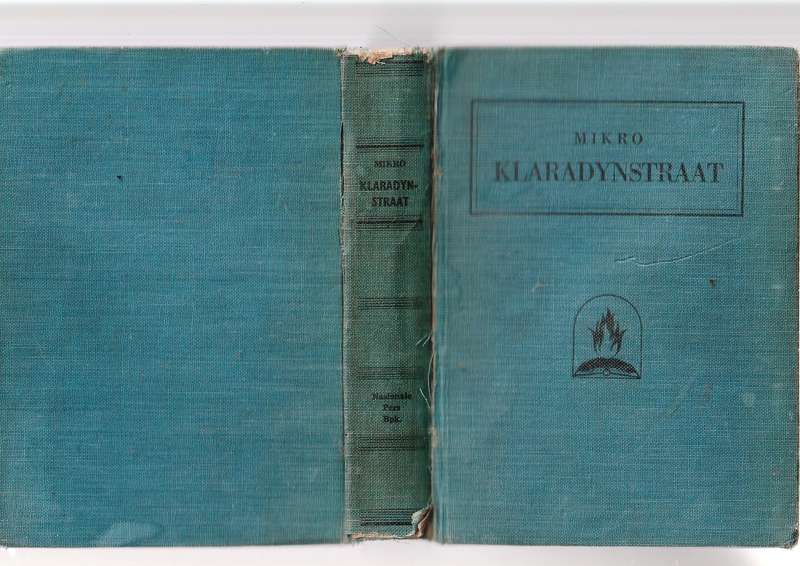 MIKRO
KLARADYN-
STRAAT
Nasionale
Pers
Bpk.
MIKRO
KLARADYNSTRAAT